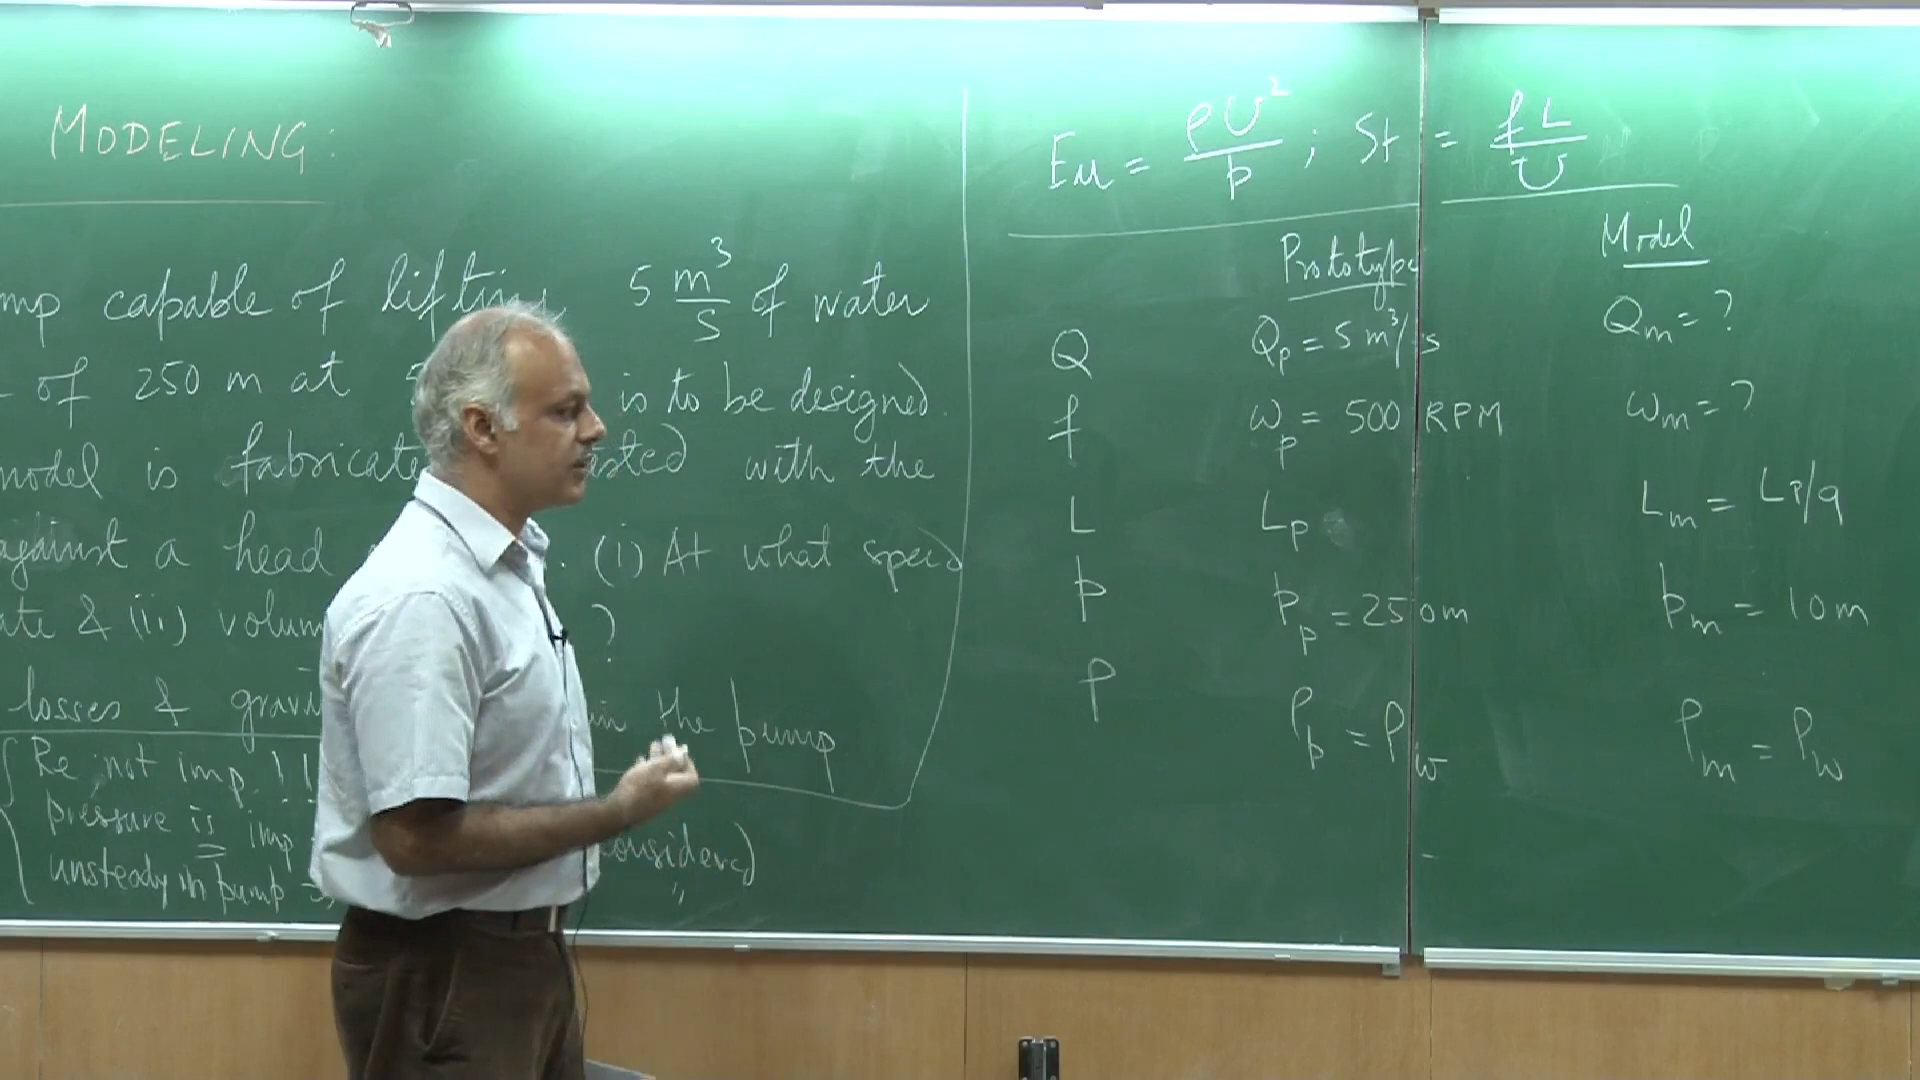 MODELING:
mp capable of lifting 5 m³/s of water
of 250 m at 5 is to be designed.
model is fabricate sted with the
against a head . (i) At what speed
ate & (ii) volum ?
losses & gravi in the pump
Re not imp.!!
pressure is imp considered
unsteady in pump → "
Eu = ρU²/p ; St = fL/U
Prototype Model
Q Qp = 5 m³/s Qm = ?
f ωp = 500 RPM ωm = ?
L Lp Lm = Lp/9
p pp = 250m pm = 10m
ρ ρp = ρw ρm = ρw